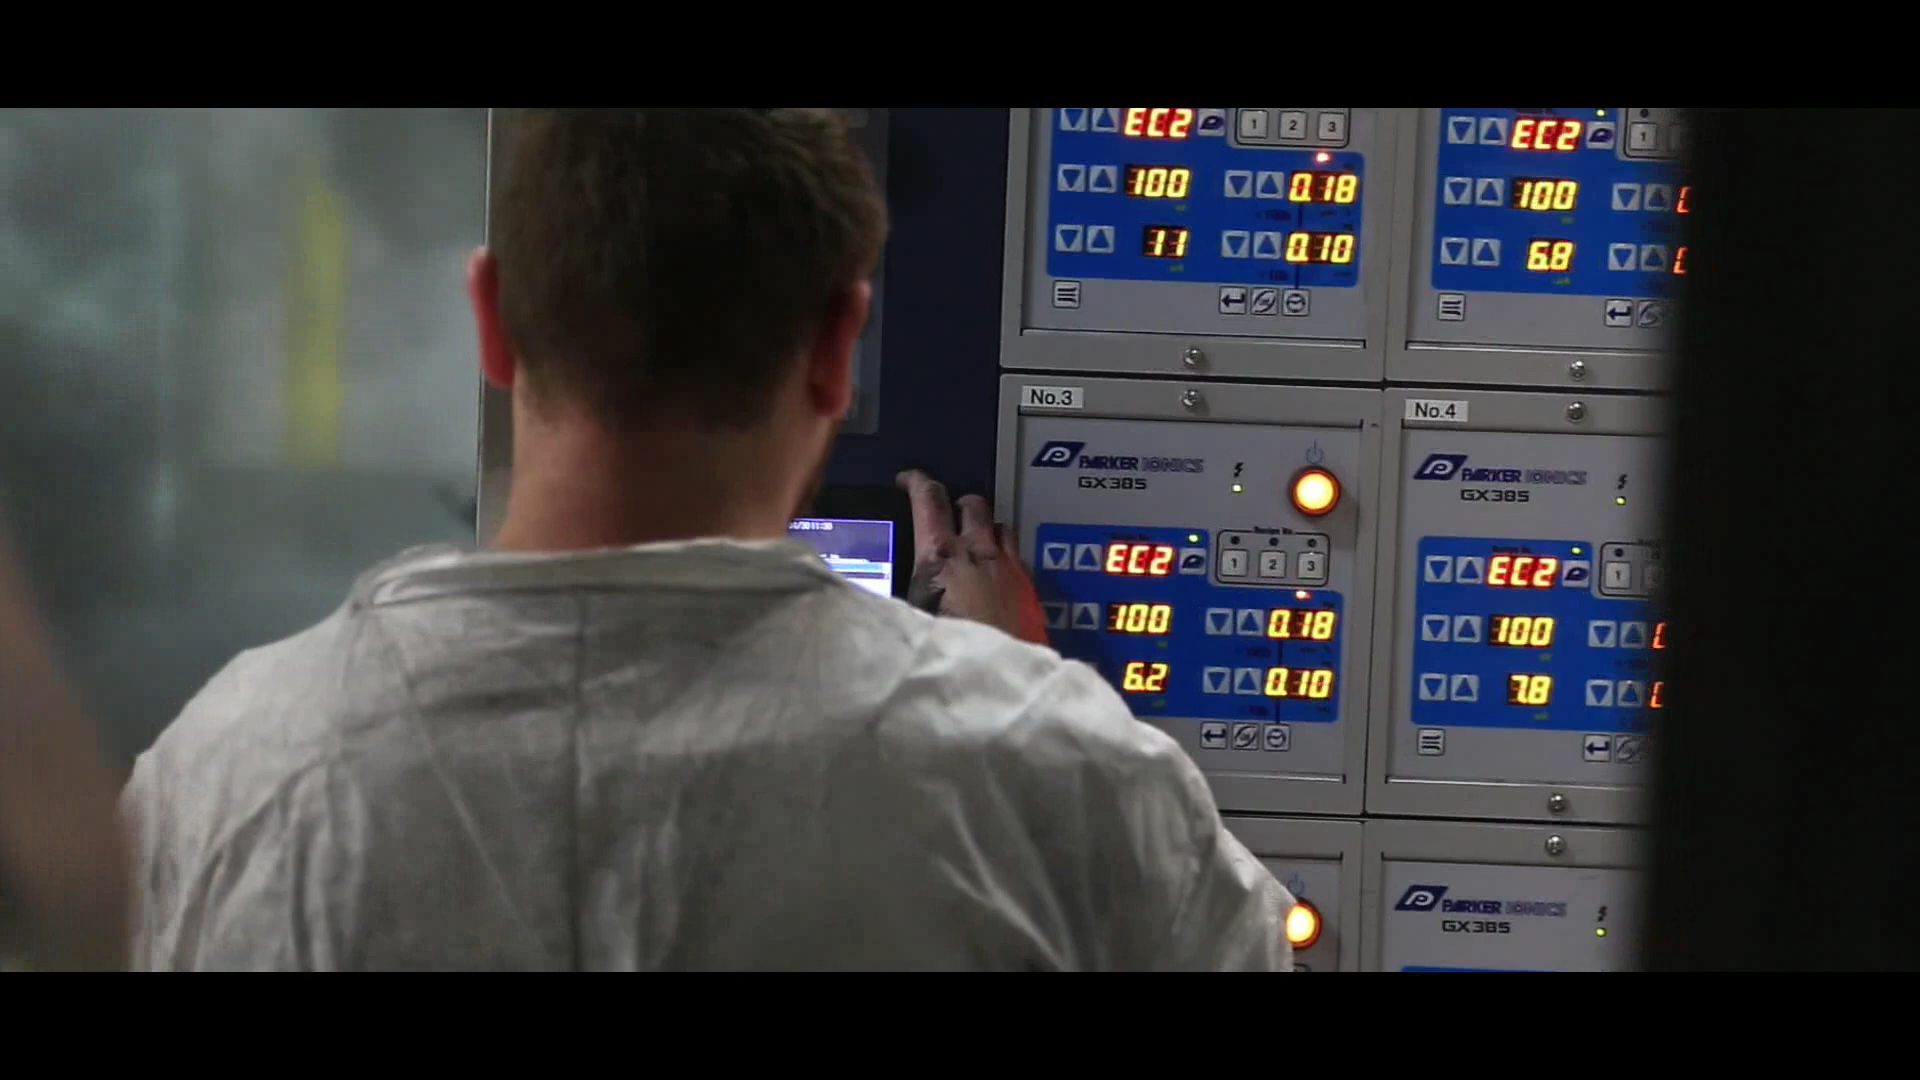 EC2
1 2 3
100
0.18
11
0.10
EC2
1
100
6.8
No.3
PARKER IONICS
GX385
EC2
1 2 3
100
0.18
6.2
0.10
No.4
PARKER IONICS
GX385
EC2
1
100
7.8
PARKER IONICS
GX385